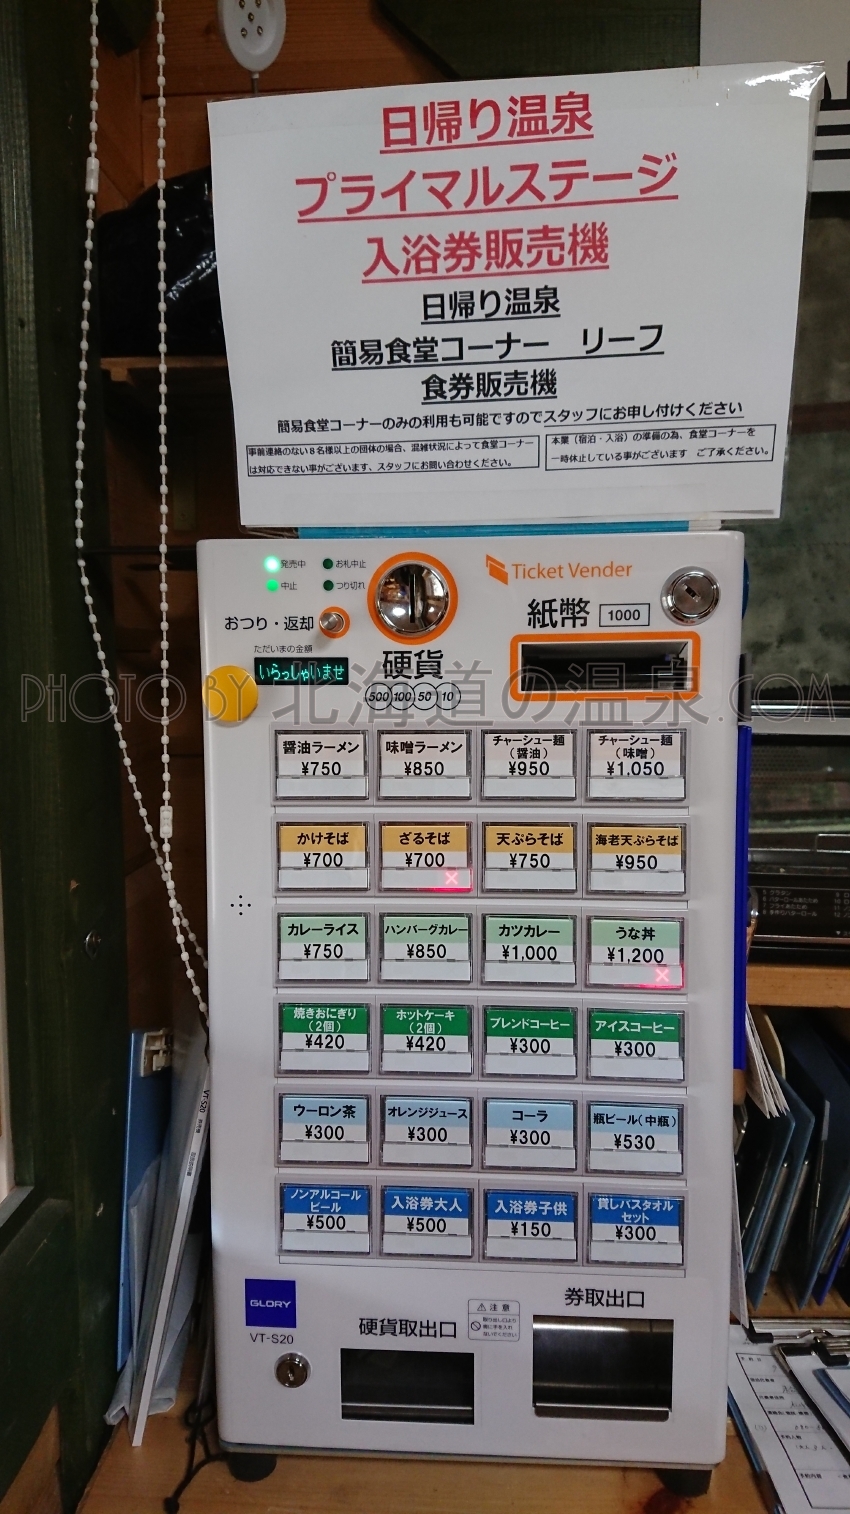 日帰り温泉
プライマルステージ
入浴券販売機
日帰り温泉
簡易食堂コーナー リーフ
食券販売機
簡易食堂コーナーのみの利用も可能ですのでスタッフにお申し付けください
事前連絡のない8名様以上の団体の場合、混雑状況によって食堂コーナー
は対応できない事がございます、スタッフにお問い合わせください。
本業（宿泊・入浴）の準備の為、食堂コーナーを
一時休止している事がございます ご了承ください。
発売中 お札中止
中止 つり切れ
Ticket Vender
おつり・返却
紙幣 1000
ただいまの金額
いらっしゃいませ
硬貨
500 100 50 10
PHOTO BY 北海道の温泉.COM
醤油ラーメン ¥750
味噌ラーメン ¥850
チャーシュー麺（醤油） ¥950
チャーシュー麺（味噌） ¥1,050
かけそば ¥700
ざるそば ¥700
天ぷらそば ¥750
海老天ぷらそば ¥950
カレーライス ¥750
ハンバーグカレー ¥850
カツカレー ¥1,000
うな丼 ¥1,200
焼きおにぎり（2個） ¥420
ホットケーキ（2個） ¥420
ブレンドコーヒー ¥300
アイスコーヒー ¥300
ウーロン茶 ¥300
オレンジジュース ¥300
コーラ ¥300
瓶ビール（中瓶） ¥530
ノンアルコールビール ¥500
入浴券大人 ¥500
入浴券子供 ¥150
貸しバスタオルセット ¥300
GLORY
VT-S20
硬貨取出口
注意
券取出口
VT-S20